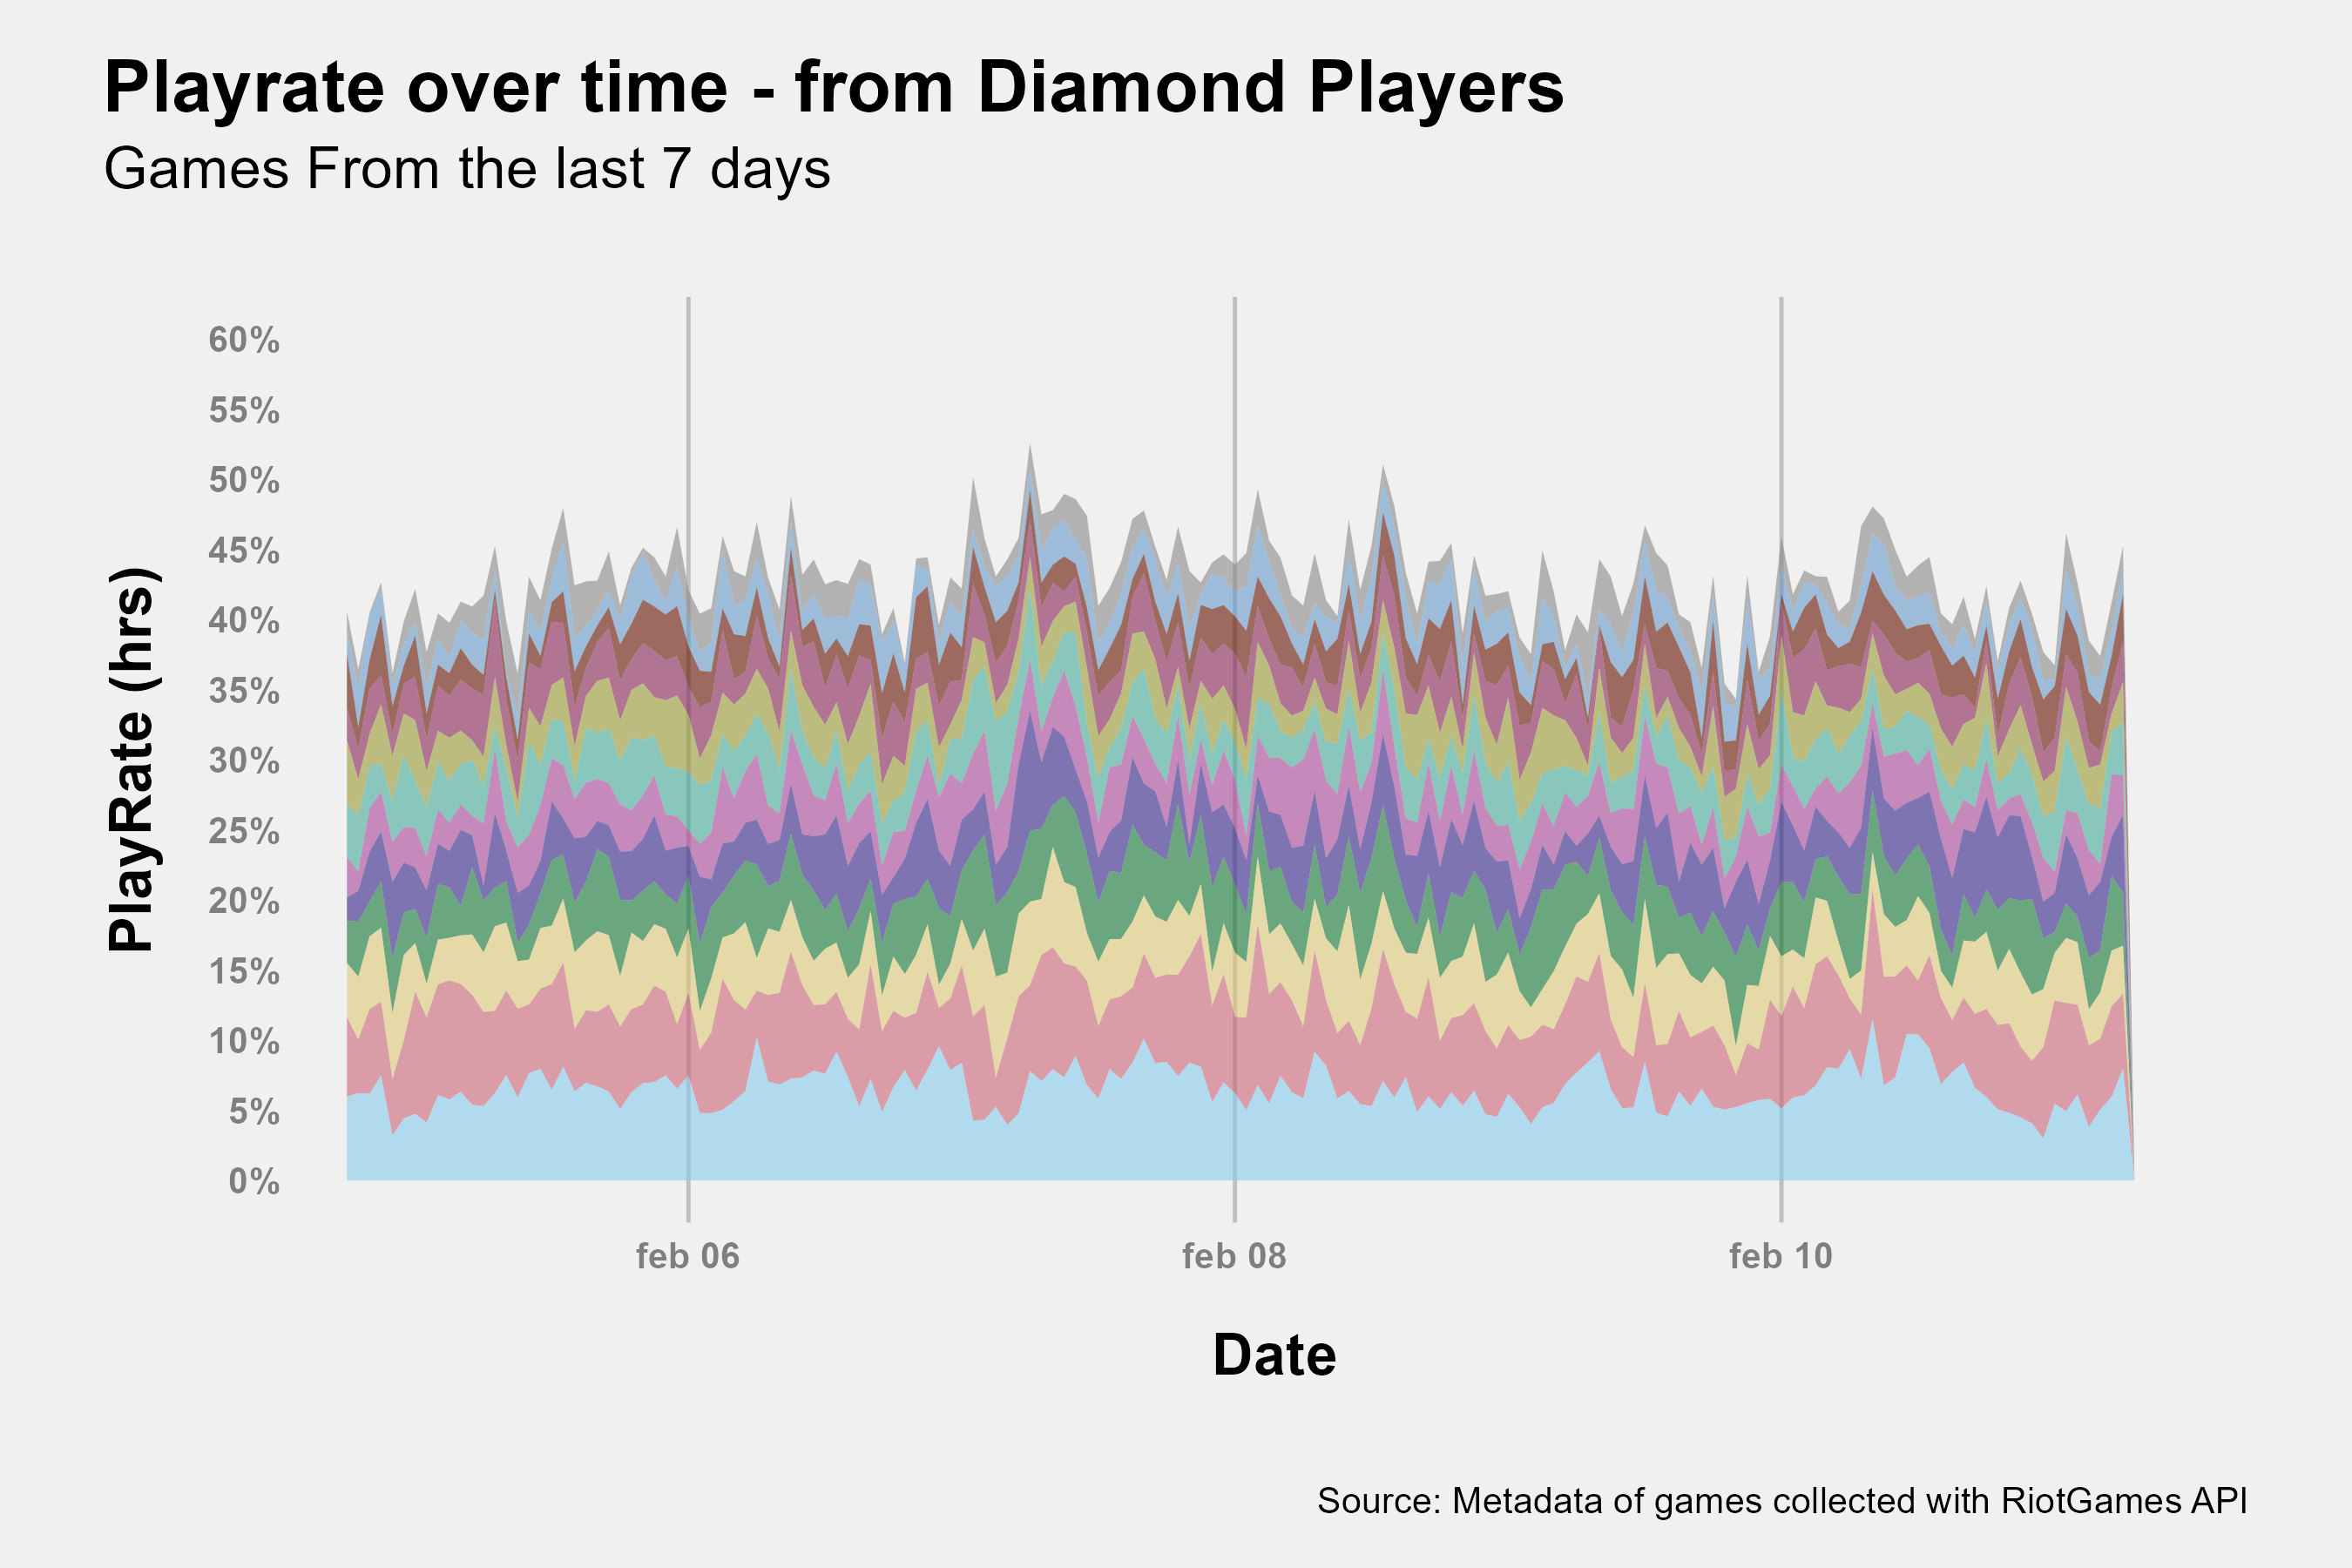 Playrate over time - from Diamond Players
Games From the last 7 days
60%
55%
50%
45%
40%
35%
30%
25%
20%
15%
10%
5%
0%
PlayRate (hrs)
feb 06
feb 08
feb 10
Date
Source: Metadata of games collected with RiotGames API